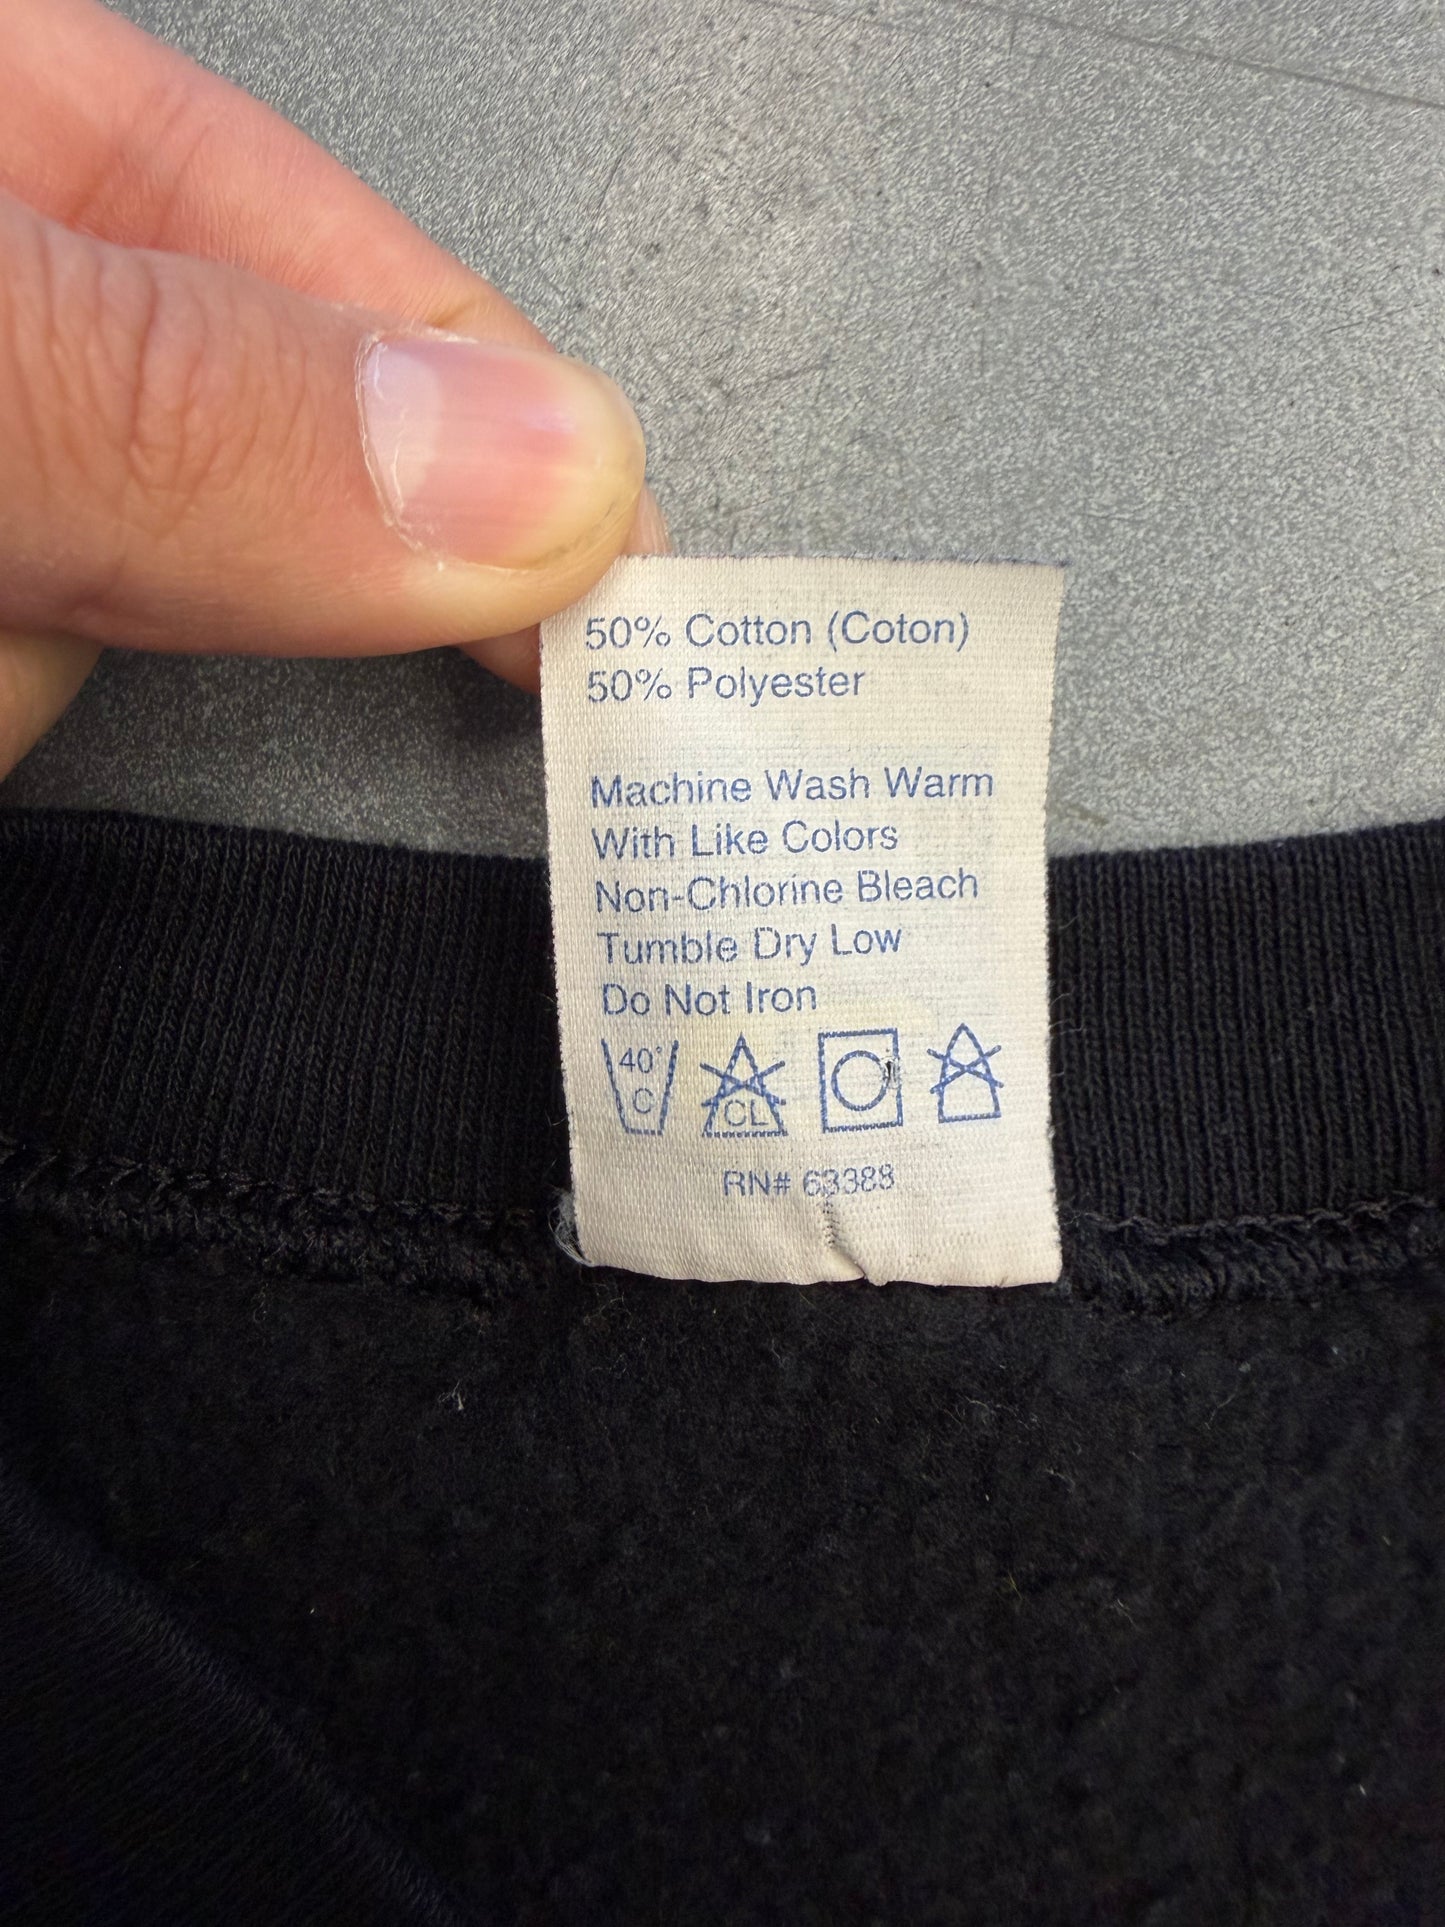 50% Cotton (Coton)
50% Polyester
Machine Wash Warm
With Like Colors
Non-Chlorine Bleach
Tumble Dry Low
Do Not Iron
40°
C
CL
RN# 63388